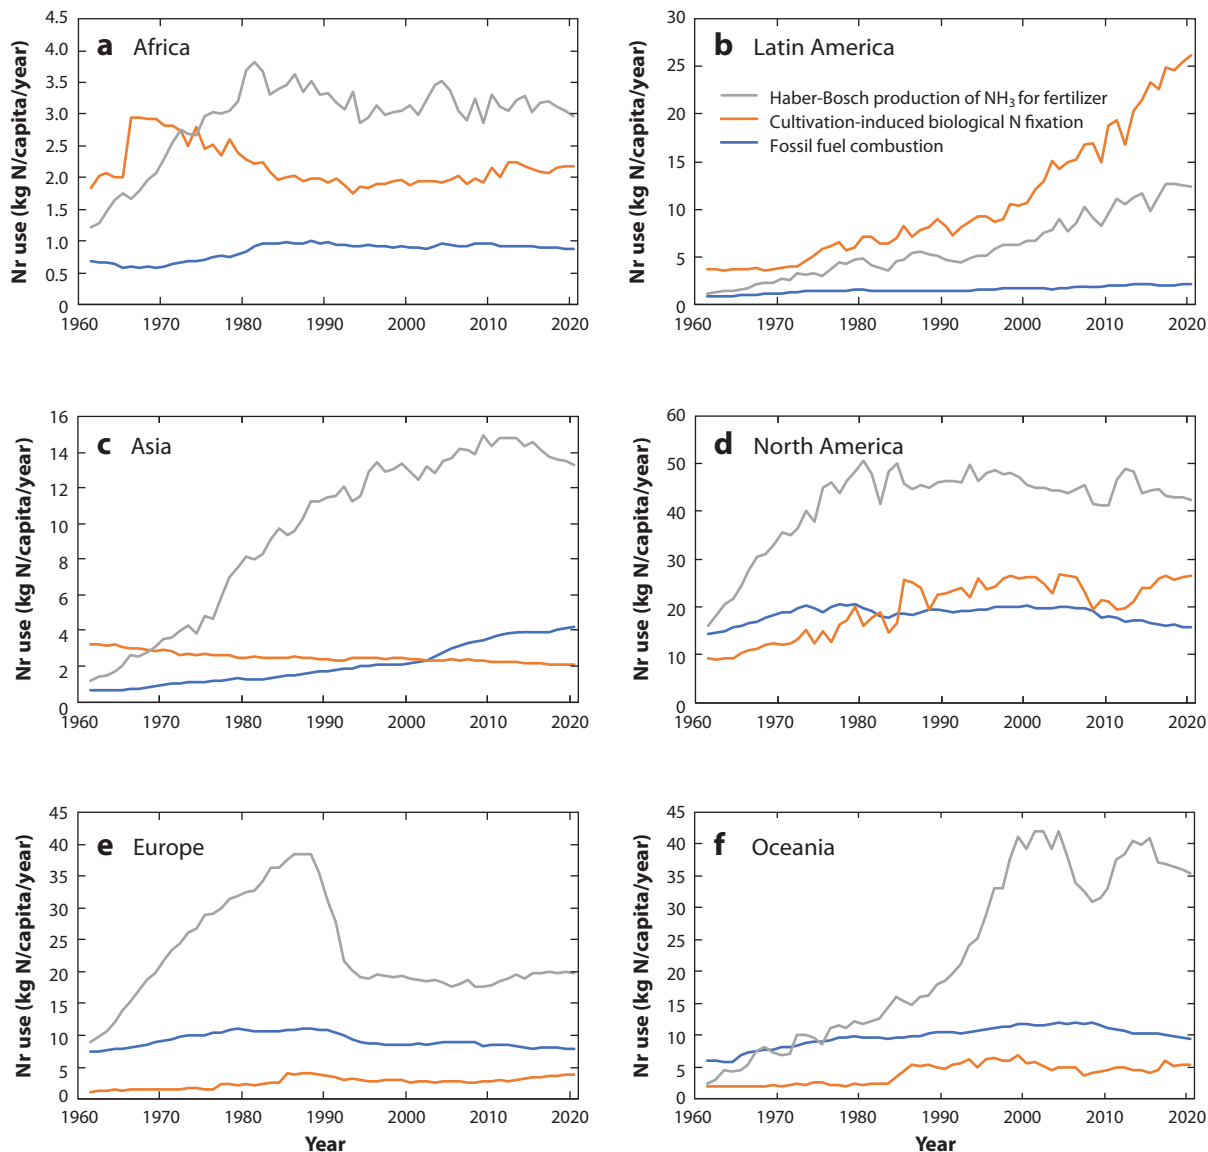 a Africa
Nr use (kg N/capita/year)
4.5
4.0
3.5
3.0
2.5
2.0
1.5
1.0
0.5
0
1960 1970 1980 1990 2000 2010 2020
b Latin America
Nr use (kg N/capita/year)
30
25
20
15
10
5
0
Haber-Bosch production of NH3 for fertilizer
Cultivation-induced biological N fixation
Fossil fuel combustion
1960 1970 1980 1990 2000 2010 2020
c Asia
Nr use (kg N/capita/year)
16
14
12
10
8
6
4
2
0
1960 1970 1980 1990 2000 2010 2020
d North America
Nr use (kg N/capita/year)
60
50
40
30
20
10
0
1960 1970 1980 1990 2000 2010 2020
e Europe
Nr use (kg N/capita/year)
45
40
35
30
25
20
15
10
5
0
1960 1970 1980 1990 2000 2010 2020
Year
f Oceania
Nr use (kg N/capita/year)
45
40
35
30
25
20
15
10
5
0
1960 1970 1980 1990 2000 2010 2020
Year